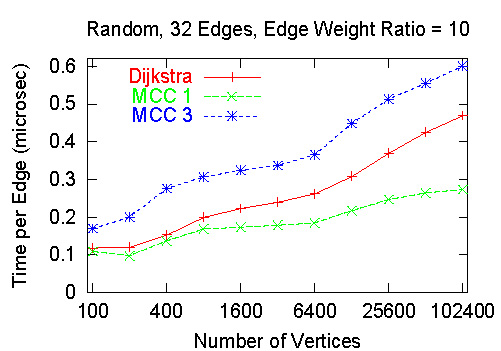 Random, 32 Edges, Edge Weight Ratio = 10
Time per Edge (microsec)
0.6
0.5
0.4
0.3
0.2
0.1
0
Dijkstra
MCC 1
MCC 3
100 400 1600 6400 25600 102400
Number of Vertices